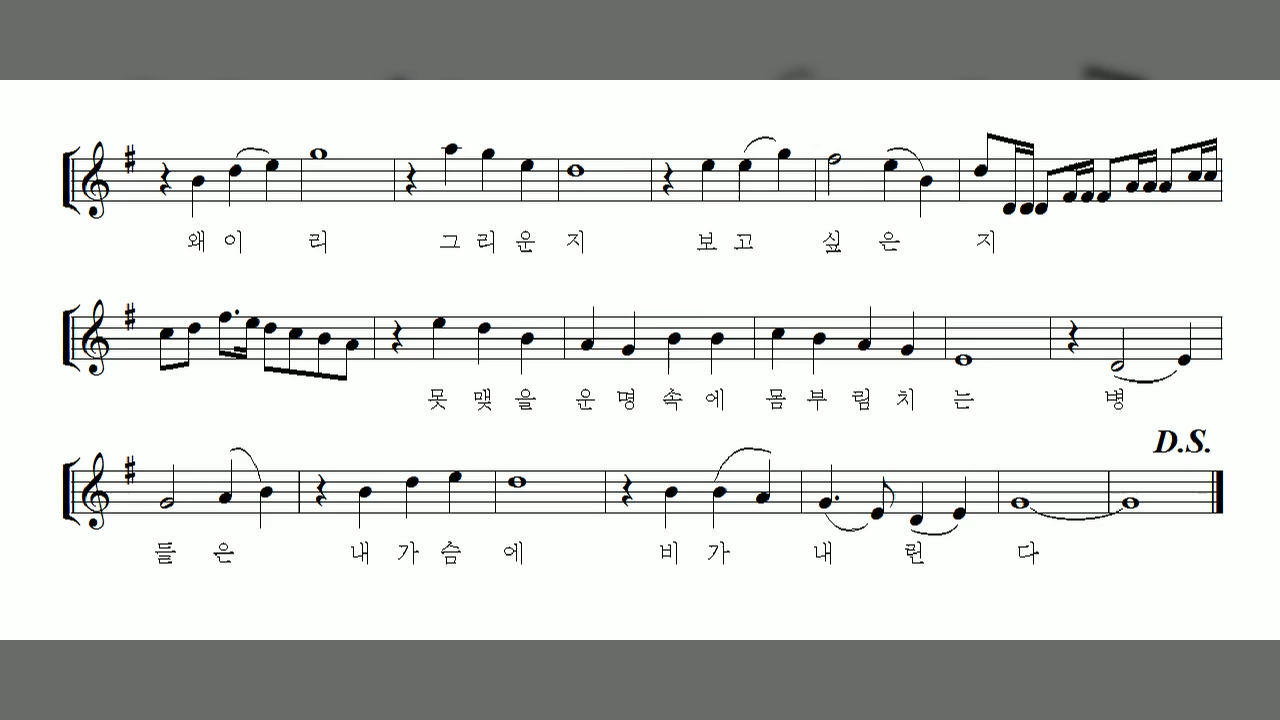 왜 이 리 그 리 운 지 보 고 싶 은 지
못 맺 을 운 명 속 에 몸 부 림 치 는 병
D.S.
들 은 내 가 슴 에 비 가 내 린 다